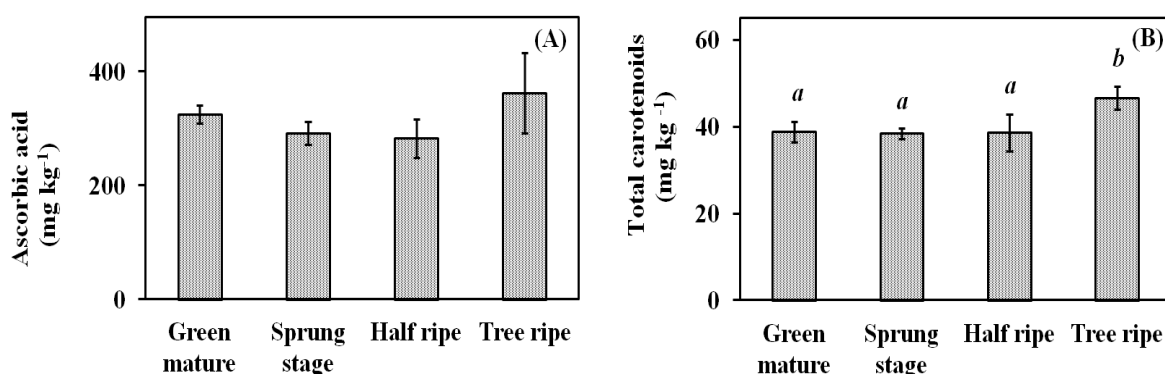 (A)
Ascorbic acid
(mg kg⁻¹)
400
200
0
Green
mature
Sprung
stage
Half ripe
Tree ripe
(B)
Total carotenoids
(mg kg ⁻¹)
60
40
20
0
a
a
a
b
Green
mature
Sprung
stage
Half ripe
Tree ripe